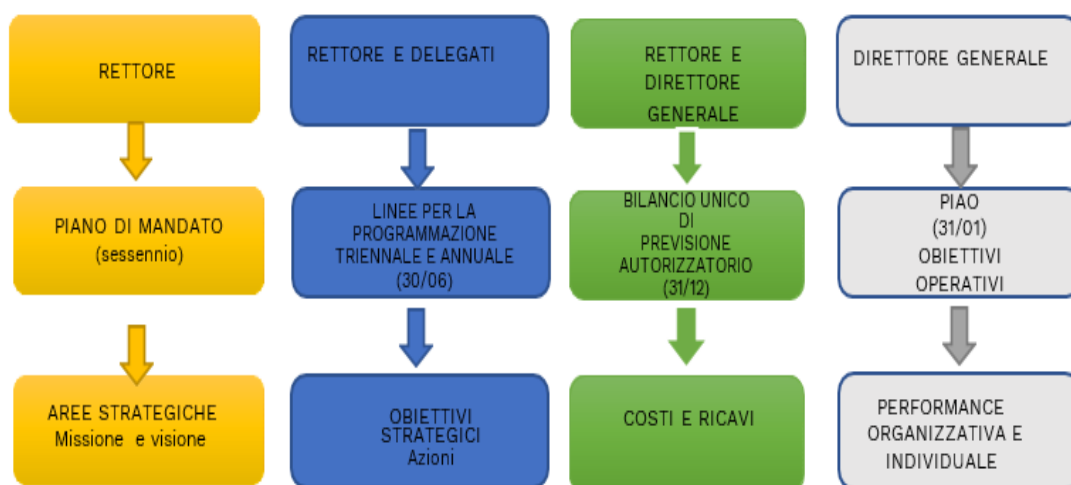 RETTORE
RETTORE E DELEGATI
RETTORE E
DIRETTORE
GENERALE
DIRETTORE GENERALE
PIANO DI MANDATO
(sessennio)
LINEE PER LA
PROGRAMMAZIONE
TRIENNALE E ANNUALE
(30/06)
BILANCIO UNICO
DI
PREVISIONE
AUTORIZZATORIO
(31/12)
PIAO
(31/01)
OBIETTIVI
OPERATIVI
AREE STRATEGICHE
Missione e visione
OBIETTIVI
STRATEGICI
Azioni
COSTI E RICAVI
PERFORMANCE
ORGANIZZATIVA E
INDIVIDUALE